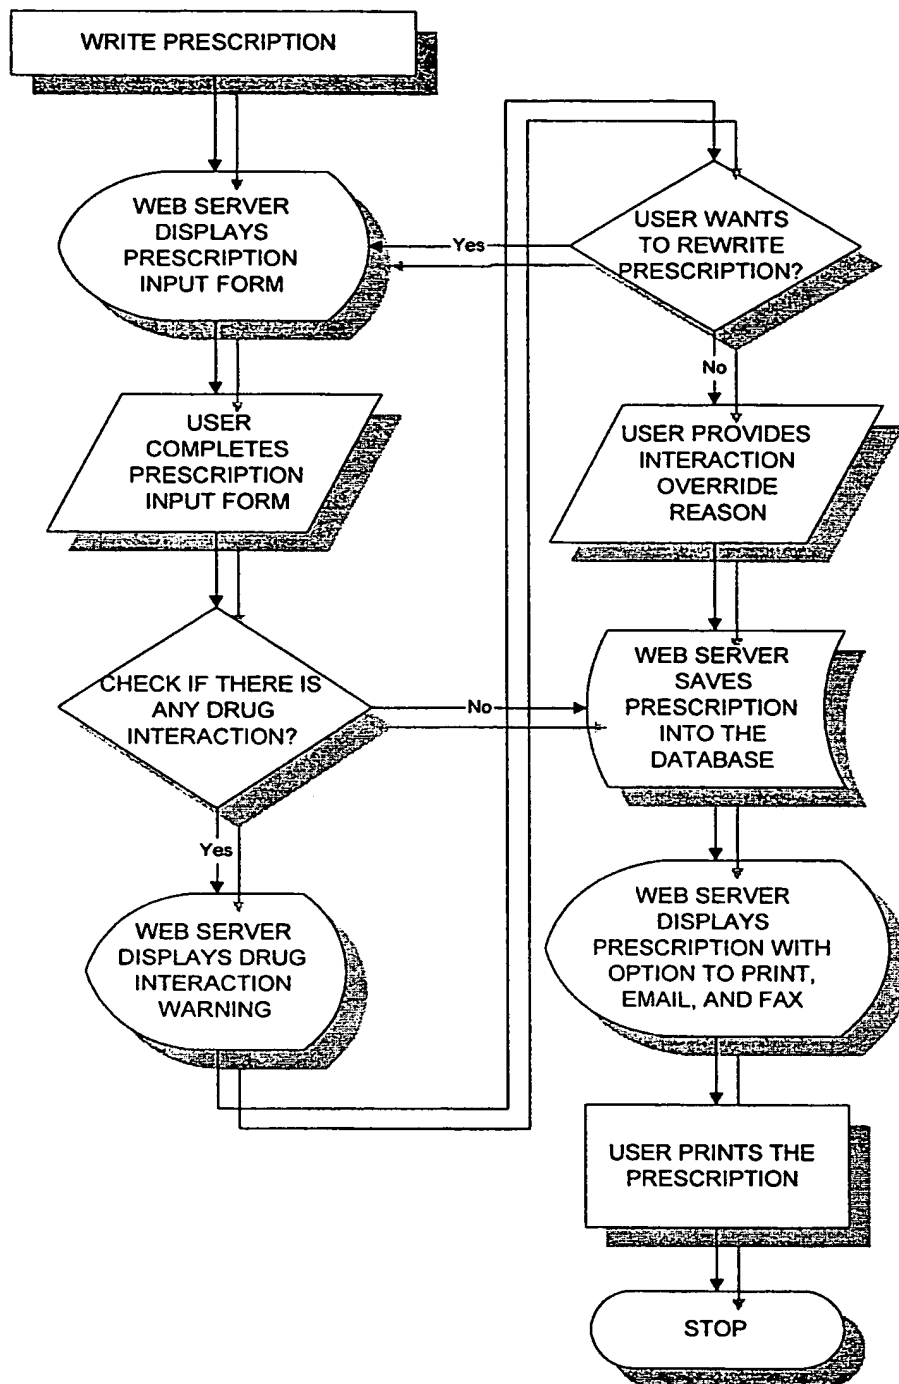 WRITE PRESCRIPTION
WEB SERVER
DISPLAYS
PRESCRIPTION
INPUT FORM
USER
COMPLETES
PRESCRIPTION
INPUT FORM
CHECK IF THERE IS
ANY DRUG
INTERACTION?
No
Yes
WEB SERVER
DISPLAYS DRUG
INTERACTION
WARNING
USER WANTS
TO REWRITE
PRESCRIPTION?
Yes
No
USER PROVIDES
INTERACTION
OVERRIDE
REASON
WEB SERVER
SAVES
PRESCRIPTION
INTO THE
DATABASE
WEB SERVER
DISPLAYS
PRESCRIPTION WITH
OPTION TO PRINT,
EMAIL, AND FAX
USER PRINTS THE
PRESCRIPTION
STOP